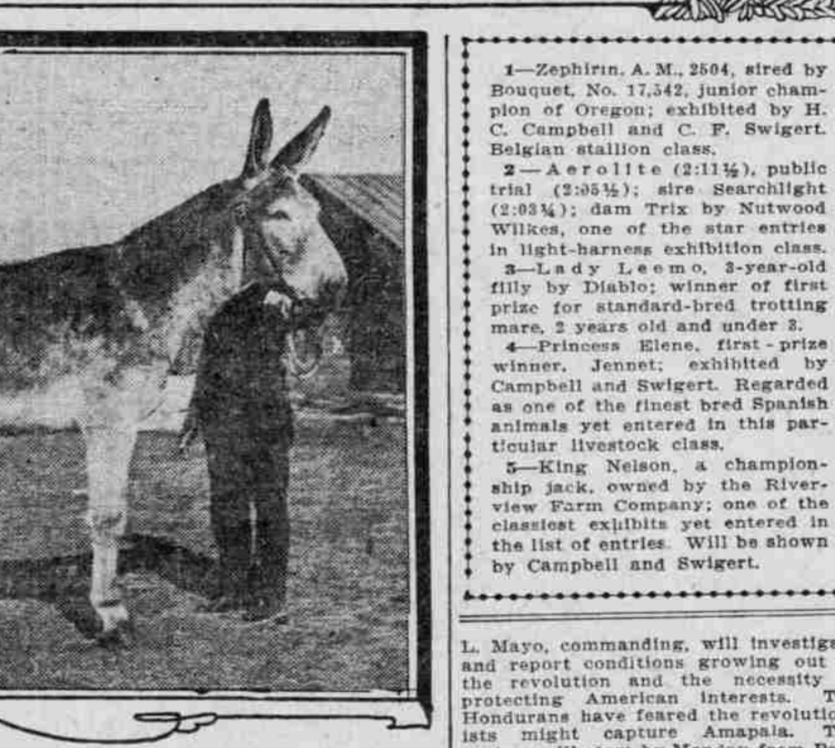 1—Zephirin, A. M., 2504, sired by
Bouquet, No. 17,542, junior cham-
pion of Oregon; exhibited by H.
C. Campbell and C. F. Swigert.
Belgian stallion class.
2—Aerolite (2:11½), public
trial (2:05½); sire Searchlight
(2:03¼); dam Trix by Nutwood
Wilkes, one of the star entries
in light-harness exhibition class.
3—Lady Leemo, 3-year-old
filly by Diablo; winner of first
prize for standard-bred trotting
mare, 2 years old and under 3.
4—Princess Elene, first-prize
winner, Jennet; exhibited by
Campbell and Swigert. Regarded
as one of the finest bred Spanish
animals yet entered in this par-
ticular livestock class.
5—King Nelson, a champion-
ship jack, owned by the River-
view Farm Company; one of the
classiest exhibits yet entered in
the list of entries. Will be shown
by Campbell and Swigert.
L. Mayo, commanding, will investiga
and report conditions growing out
the revolution and the necessity
protecting American interests. T
Hondurans have feared the revolutio
ists might capture Amapala. T